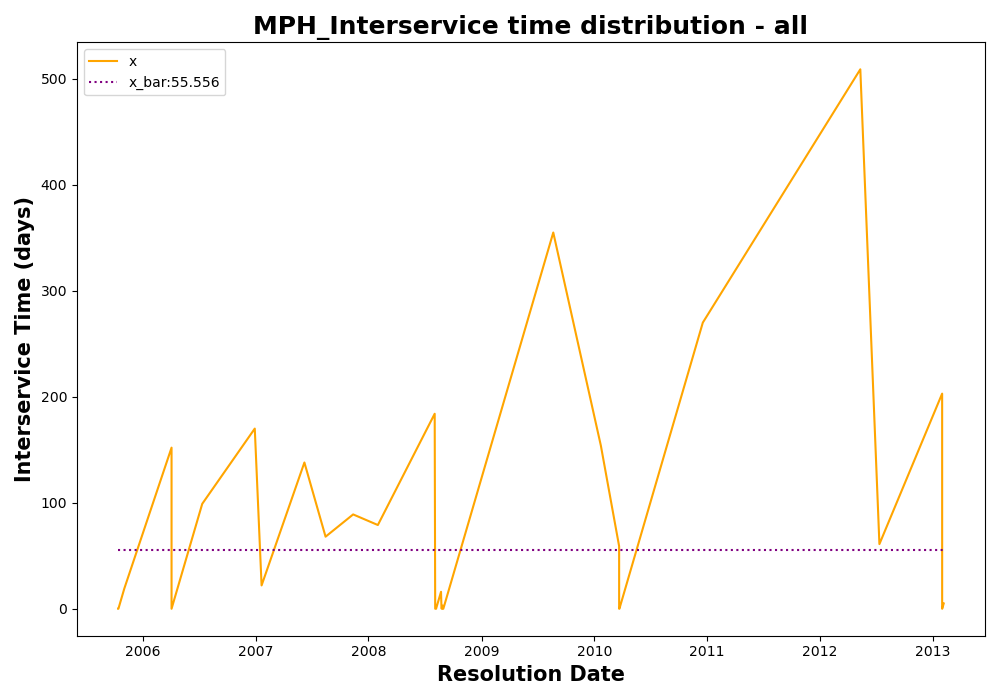 MPH_Interservice time distribution - all
x
x_bar:55.556
Interservice Time (days)
500
400
300
200
100
0
2006 2007 2008 2009 2010 2011 2012 2013
Resolution Date